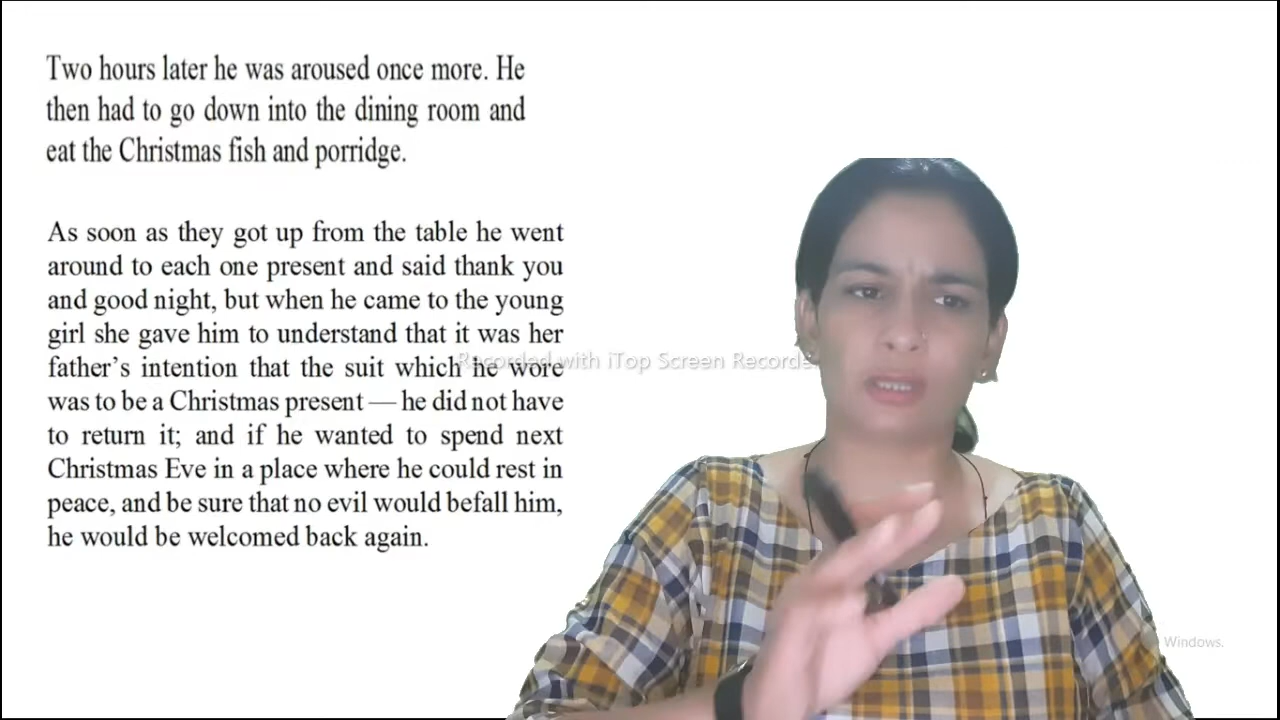 Two hours later he was aroused once more. He
then had to go down into the dining room and
eat the Christmas fish and porridge.
As soon as they got up from the table he went
around to each one present and said thank you
and good night, but when he came to the young
girl she gave him to understand that it was her
father’s intention that the suit which he wore
was to be a Christmas present — he did not have
to return it; and if he wanted to spend next
Christmas Eve in a place where he could rest in
peace, and be sure that no evil would befall him,
he would be welcomed back again.
Recorded with iTop Screen Recorder
Windows.